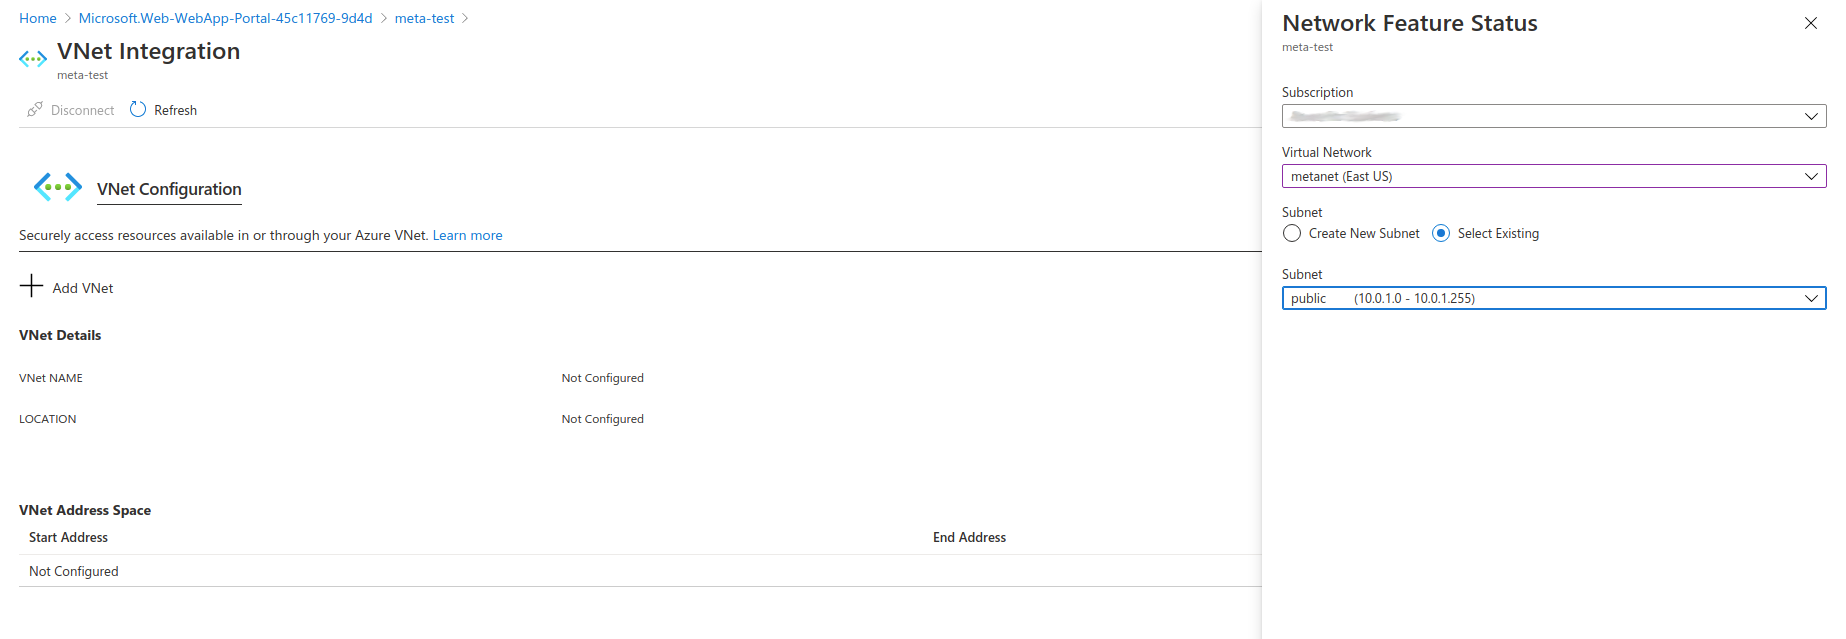 Home > Microsoft.Web-WebApp-Portal-45c11769-9d4d > meta-test >
VNet Integration
meta-test
Disconnect Refresh
VNet Configuration
Securely access resources available in or through your Azure VNet. Learn more
Add VNet
VNet Details
VNet NAME Not Configured
LOCATION Not Configured
VNet Address Space
Start Address End Address
Not Configured
Network Feature Status
meta-test
Subscription
Virtual Network
metanet (East US)
Subnet
Create New Subnet Select Existing
Subnet
public (10.0.1.0 - 10.0.1.255)